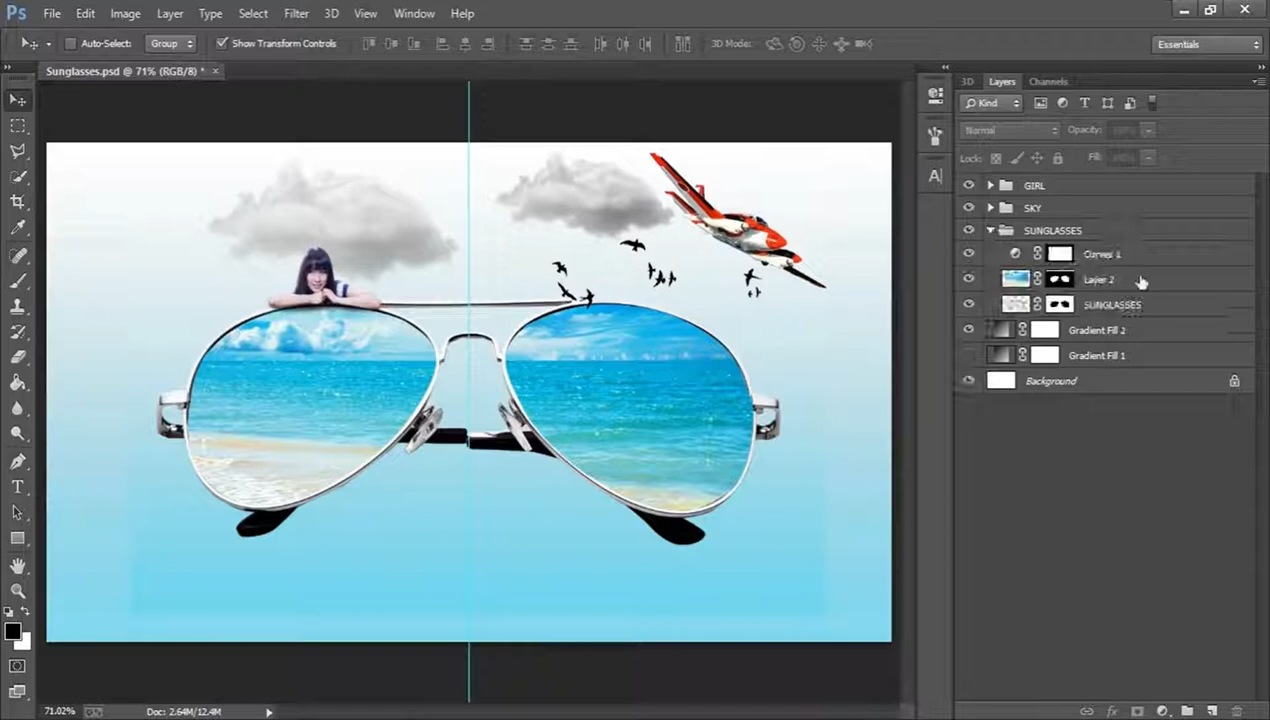 Ps File Edit Image Layer Type Select Filter 3D View Window Help
Auto-Select: Group Show Transform Controls 3D Mode: Essentials
Sunglasses.psd @ 71% (RGB/8) * ×
3D Layers Channels
Kind
Normal Opacity:
Lock: Fill:
GIRL
SKY
SUNGLASSES
Curves 1
Layer 2
SUNGLASSES
Gradient Fill 2
Gradient Fill 1
Background
71.02% Doc: 2.64M/12.4M